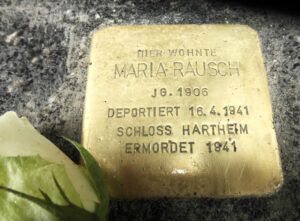 HIER WOHNTE
MARIA RAUSCH
JG. 1906
DEPORTIERT 16.4.1941
SCHLOSS HARTHEIM
ERMORDET 1941